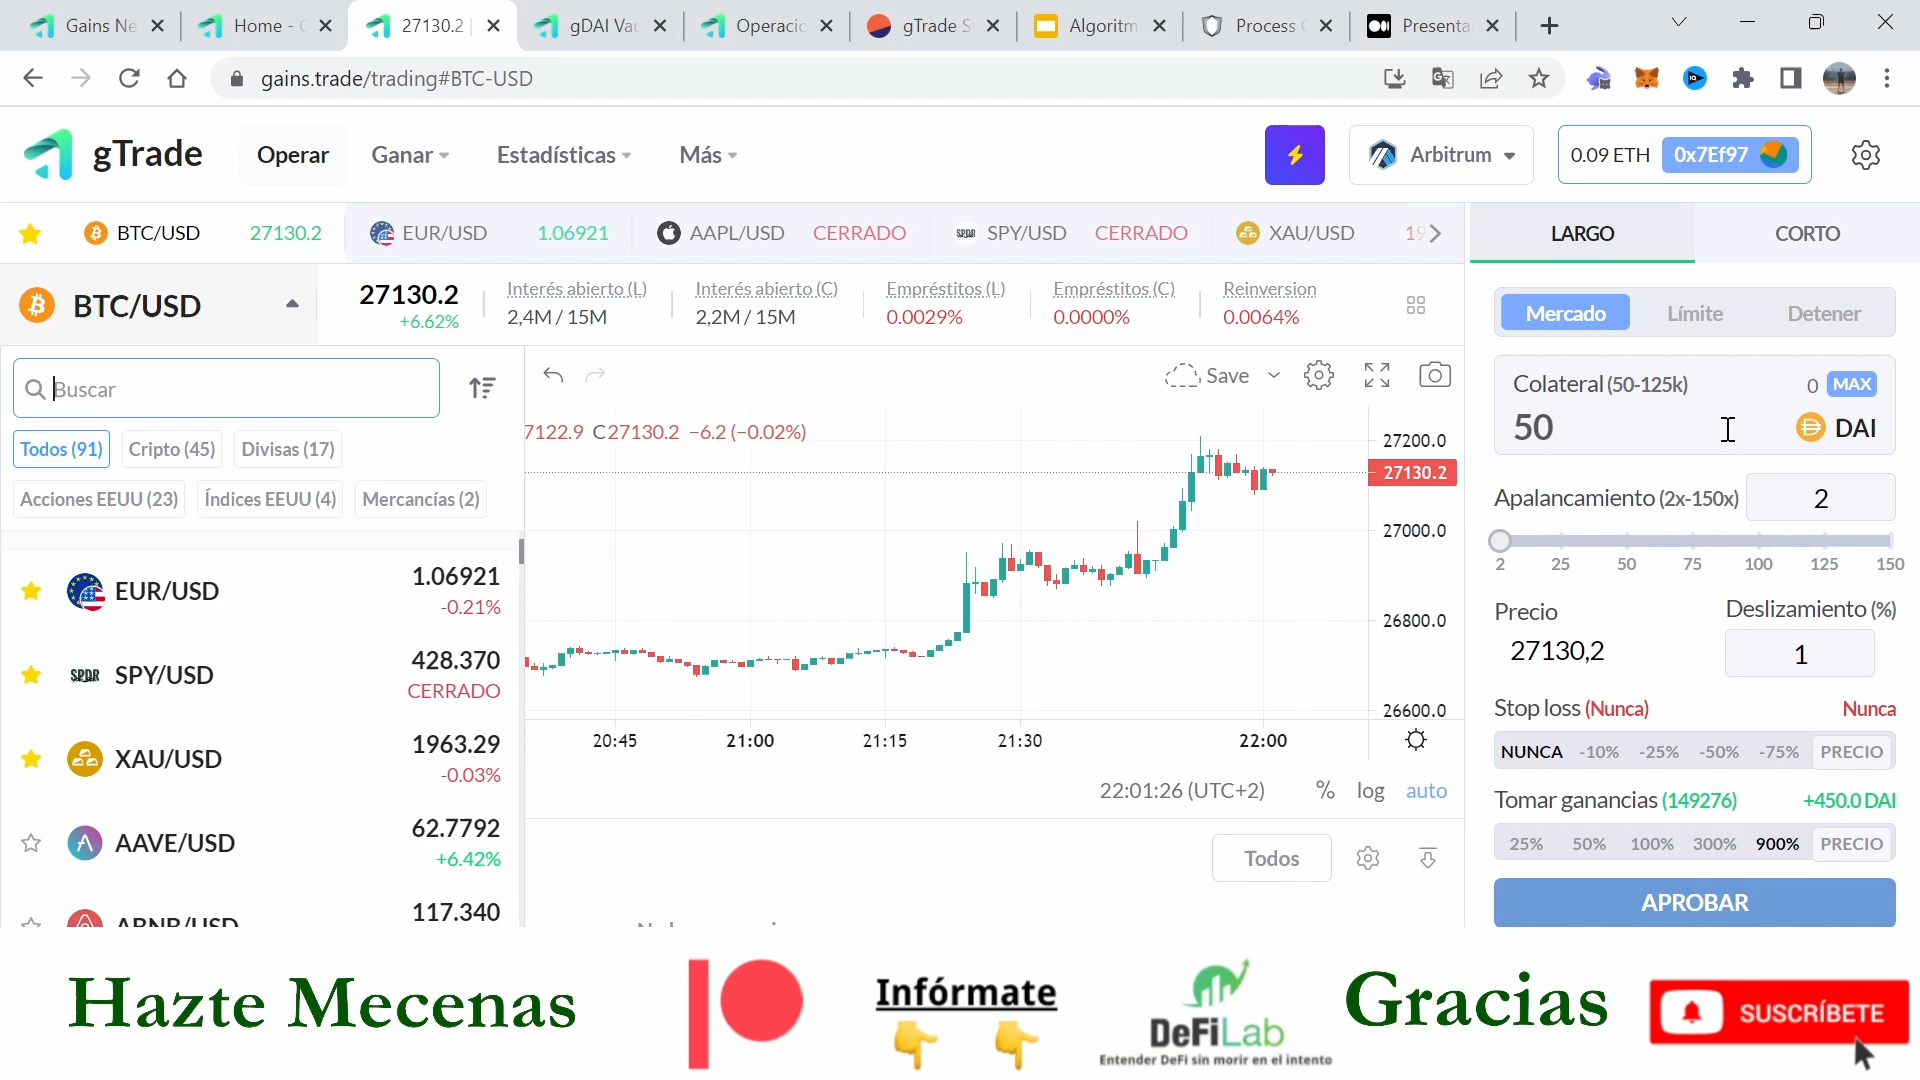 Gains Ne
Home - G
27130.2 |
gDAI Vau
Operacio
gTrade S
Algoritm
Process
Presenta
gains.trade/trading#BTC-USD
gTrade
Operar
Ganar
Estadísticas
Más
Arbitrum
0.09 ETH
0x7Ef97
BTC/USD 27130.2
EUR/USD 1.06921
AAPL/USD CERRADO
SPY/USD CERRADO
XAU/USD 19
LARGO
CORTO
BTC/USD
27130.2
+6.62%
Interés abierto (L)
2,4M / 15M
Interés abierto (C)
2,2M / 15M
Empréstitos (L)
0.0029%
Empréstitos (C)
0.0000%
Reinversion
0.0064%
Mercado
Límite
Detener
Buscar
Save
Colateral (50-125k)
0 MAX
50
DAI
7122.9 C27130.2 −6.2 (−0.02%)
Todos (91)
Cripto (45)
Divisas (17)
Acciones EEUU (23)
Índices EEUU (4)
Mercancías (2)
27200.0
27130.2
27000.0
26800.0
26600.0
Apalancamiento (2x-150x)
2
2 25 50 75 100 125 150
EUR/USD
1.06921
-0.21%
SPDR
SPY/USD
428.370
CERRADO
XAU/USD
1963.29
-0.03%
AAVE/USD
62.7792
+6.42%
ABNB/USD
117.340
Precio
27130,2
Deslizamiento (%)
1
Stop loss (Nunca)
Nunca
NUNCA -10% -25% -50% -75% PRECIO
20:45 21:00 21:15 21:30 22:00
22:01:26 (UTC+2)
% log auto
Tomar ganancias (149276)
+450.0 DAI
25% 50% 100% 300% 900% PRECIO
Todos
APROBAR
Hazte Mecenas
Infórmate
DeFiLab
Entender DeFi sin morir en el intento
Gracias
SUSCRÍBETE